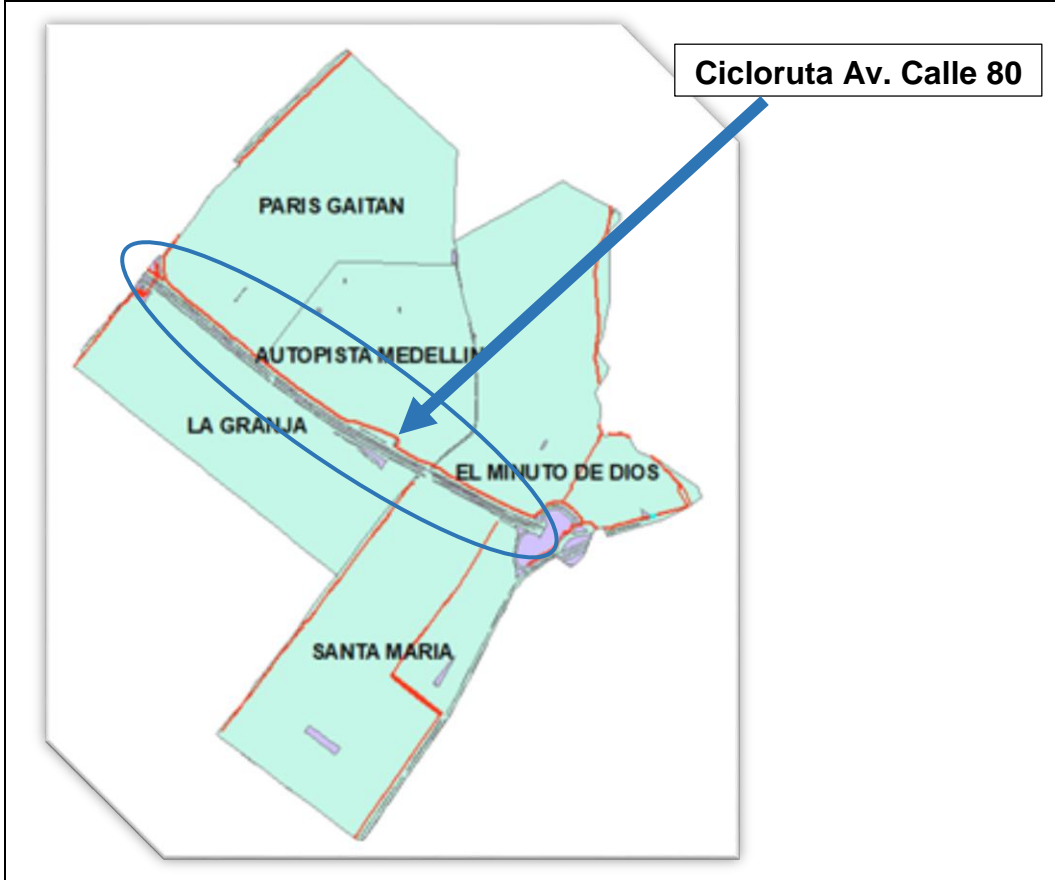 Cicloruta Av. Calle 80
PARIS GAITAN
AUTOPISTA MEDELLIN
LA GRANJA
EL MINUTO DE DIOS
SANTA MARIA